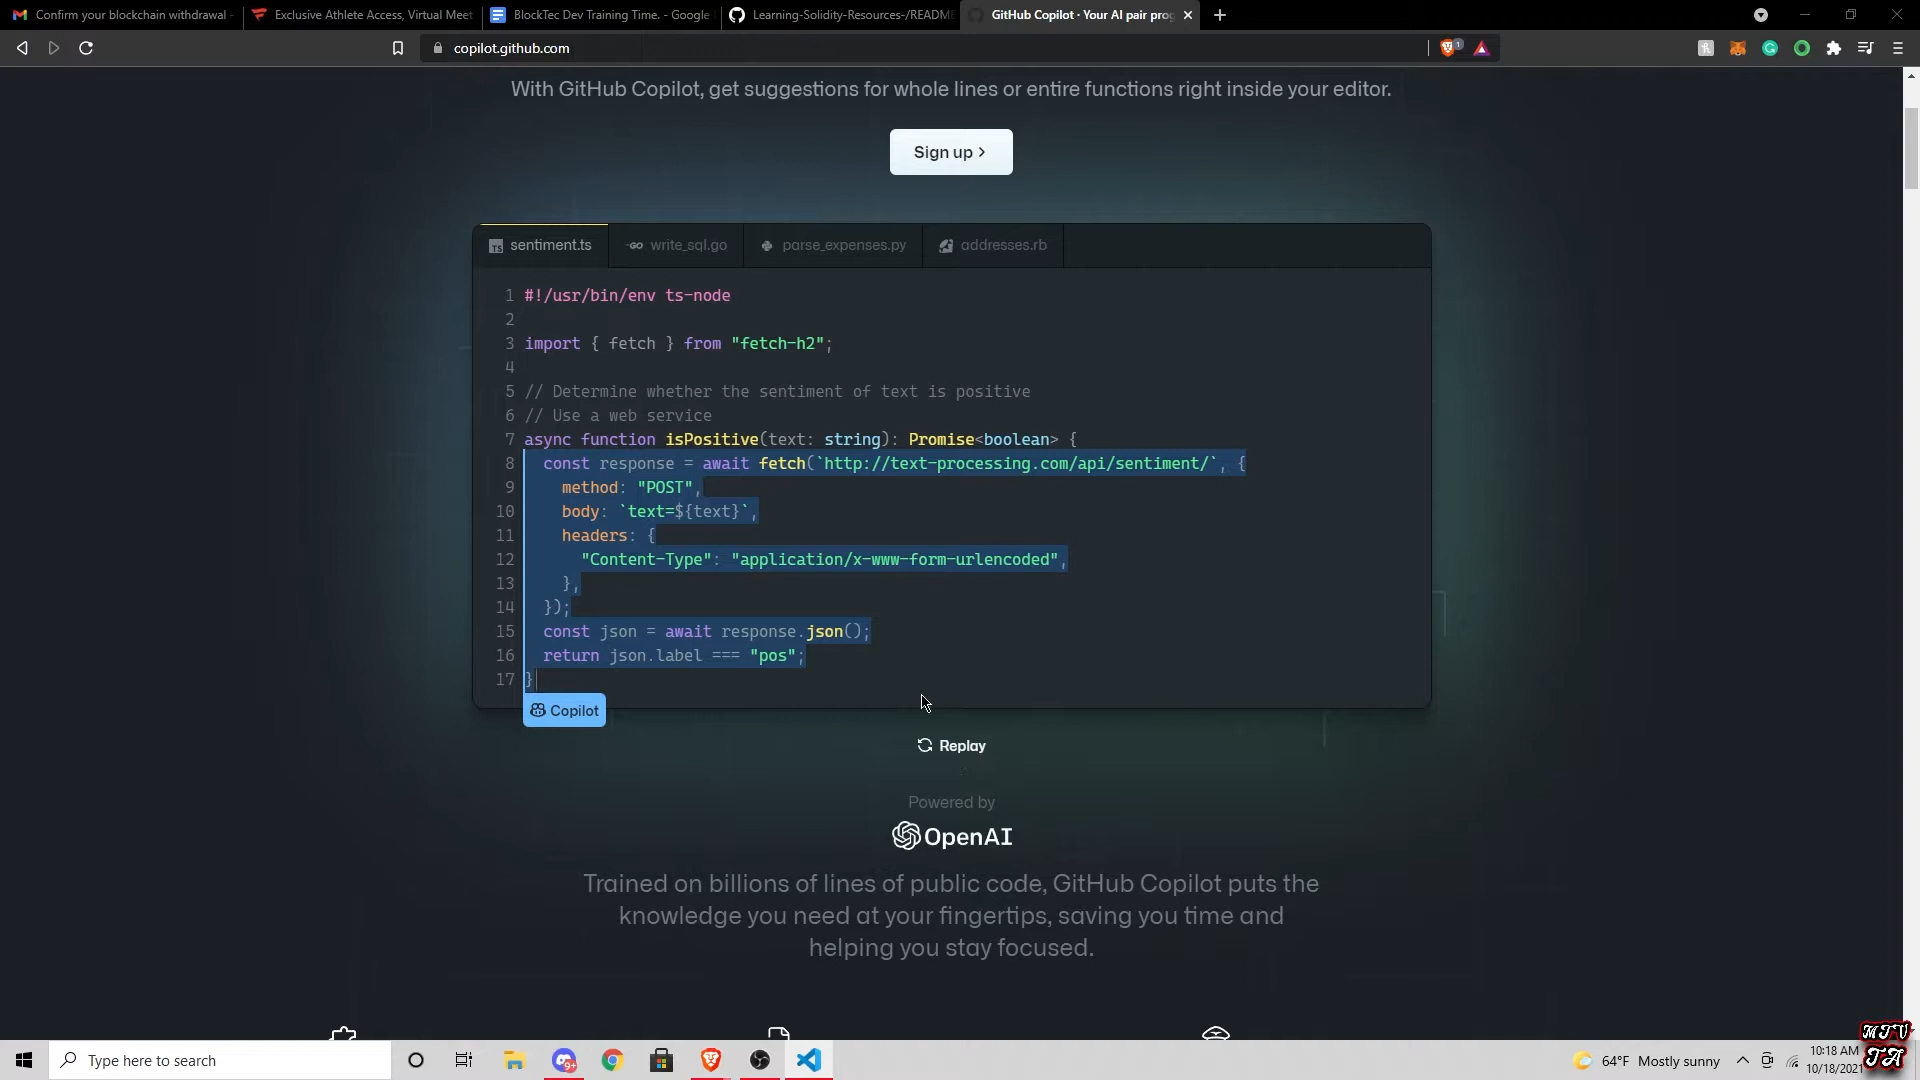 Confirm your blockchain withdrawal -
Exclusive Athlete Access, Virtual Meet
BlockTec Dev Training Time. - Google
Learning-Solidity-Resources-/README
GitHub Copilot · Your AI pair prog
copilot.github.com
1
With GitHub Copilot, get suggestions for whole lines or entire functions right inside your editor.
Sign up >
TS sentiment.ts
GO write_sql.go
parse_expenses.py
addresses.rb
1 #!/usr/bin/env ts-node
2
3 import { fetch } from "fetch-h2";
4
5 // Determine whether the sentiment of text is positive
6 // Use a web service
7 async function isPositive(text: string): Promise<boolean> {
8 const response = await fetch(`http://text-processing.com/api/sentiment/`, {
9 method: "POST",
10 body: `text=${text}`,
11 headers: {
12 "Content-Type": "application/x-www-form-urlencoded",
13 },
14 });
15 const json = await response.json();
16 return json.label === "pos";
17 }
Copilot
Replay
Powered by
OpenAI
Trained on billions of lines of public code, GitHub Copilot puts the
knowledge you need at your fingertips, saving you time and
helping you stay focused.
Type here to search
9+
64°F Mostly sunny
10:18 AM
10/18/2021
MTV
TA